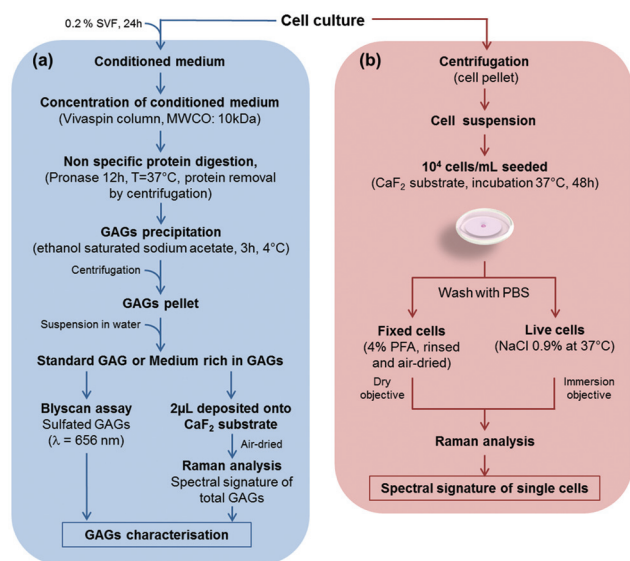 Cell culture
0.2 % SVF, 24h
(a)
Conditioned medium
Concentration of conditioned medium
(Vivaspin column, MWCO: 10kDa)
Non specific protein digestion,
(Pronase 12h, T=37°C, protein removal
by centrifugation)
GAGs precipitation
(ethanol saturated sodium acetate, 3h, 4°C)
Centrifugation
GAGs pellet
Suspension in water
Standard GAG or Medium rich in GAGs
Blyscan assay
Sulfated GAGs
(λ = 656 nm)
2µL deposited onto
CaF₂ substrate
Air-dried
Raman analysis
Spectral signature of
total GAGs
GAGs characterisation
(b)
Centrifugation
(cell pellet)
Cell suspension
10⁴ cells/mL seeded
(CaF₂ substrate, incubation 37°C, 48h)
Wash with PBS
Fixed cells
(4% PFA, rinsed
and air-dried)
Live cells
(NaCl 0.9% at 37°C)
Dry
objective
Immersion
objective
Raman analysis
Spectral signature of single cells